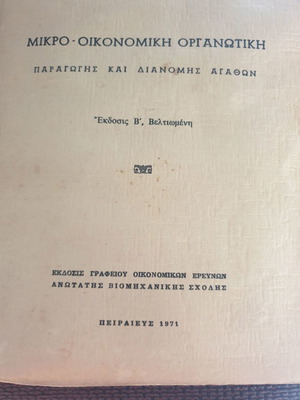 ΜΙΚΡΟ - ΟΙΚΟΝΟΜΙΚΗ ΟΡΓΑΝΩΤΙΚΗ
ΠΑΡΑΓΩΓΗΣ ΚΑΙ ΔΙΑΝΟΜΗΣ ΑΓΑΘΩΝ
Ἔκδοσις Β', Βελτιωμένη
ΕΚΔΟΣΙΣ ΓΡΑΦΕΙΟΥ ΟΙΚΟΝΟΜΙΚΩΝ ΕΡΕΥΝΩΝ
ΑΝΩΤΑΤΗΣ ΒΙΟΜΗΧΑΝΙΚΗΣ ΣΧΟΛΗΣ
ΠΕΙΡΑΙΕΥΣ 1971